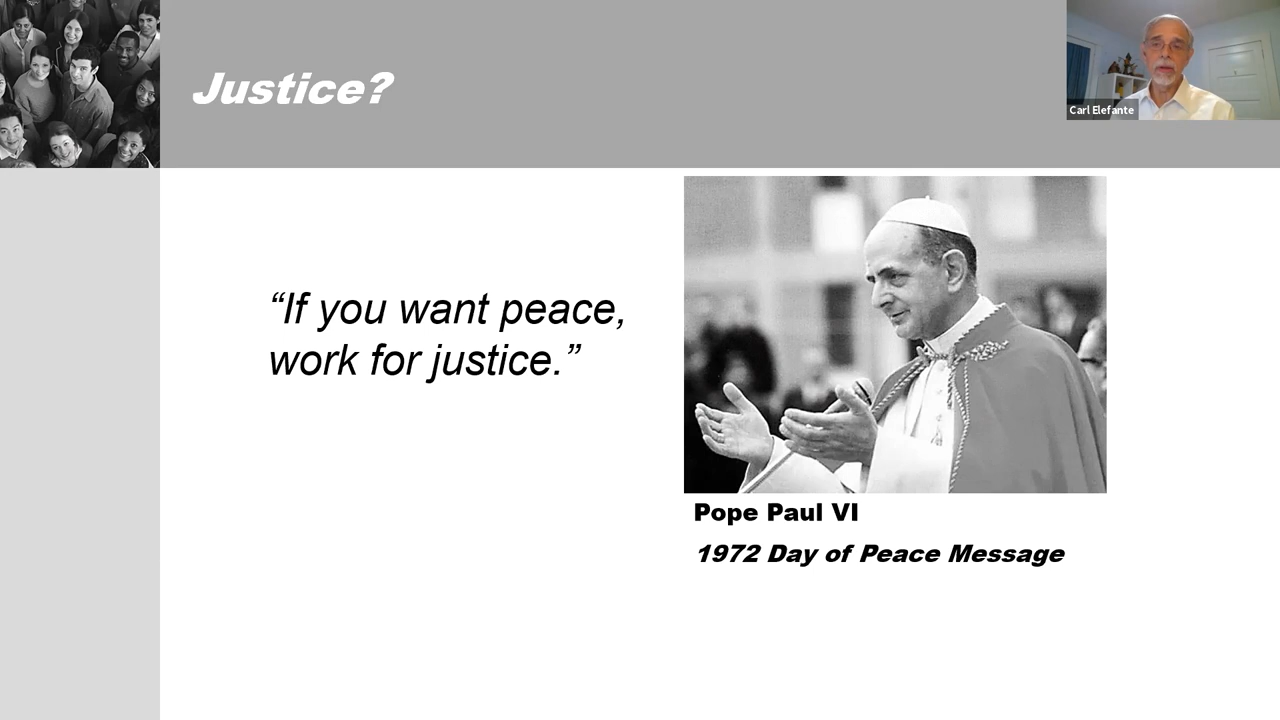 Justice?
Carl Elefante
“If you want peace,
work for justice.”
Pope Paul VI
1972 Day of Peace Message